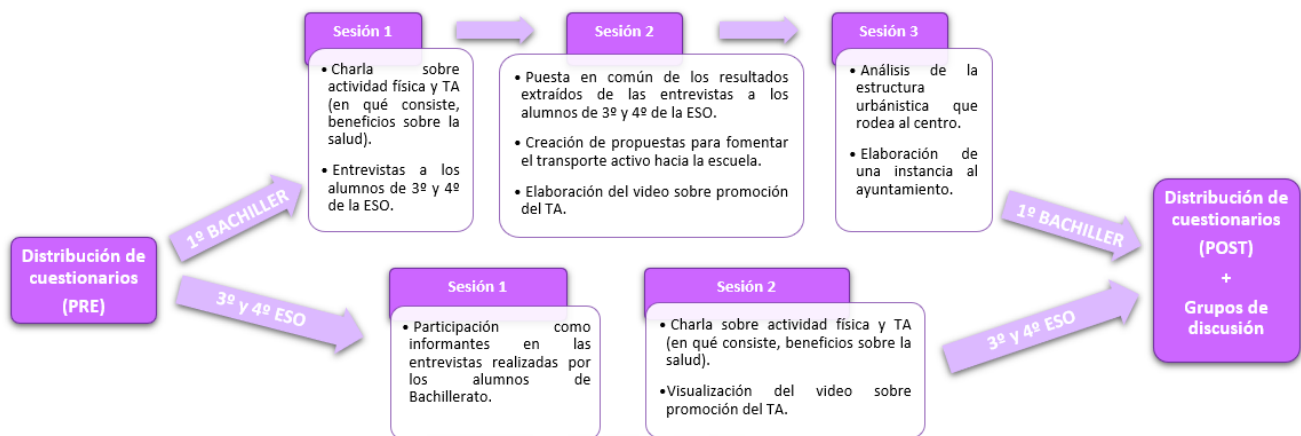 Sesión 1
Sesión 2
Sesión 3
• Charla sobre
actividad física y TA
(en qué consiste,
beneficios sobre la
salud).
• Entrevistas a los
alumnos de 3º y 4º
de la ESO.
• Puesta en común de los resultados
extraídos de las entrevistas a los
alumnos de 3º y 4º de la ESO.
• Creación de propuestas para fomentar
el transporte activo hacia la escuela.
• Elaboración del video sobre promoción
del TA.
• Análisis de la
estructura
urbánistica que
rodea al centro.
• Elaboración de
una instancia al
ayuntamiento.
1º BACHILLER
1º BACHILLER
Distribución de
cuestionarios
(PRE)
Distribución de
cuestionarios
(POST)
+
Grupos de
discusión
3º y 4º ESO
3º y 4º ESO
Sesión 1
Sesión 2
• Participación como
informantes en las
entrevistas realizadas por
los alumnos de
Bachillerato.
• Charla sobre actividad física y TA
(en qué consiste, beneficios sobre la
salud).
•Visualización del video sobre
promoción del TA.